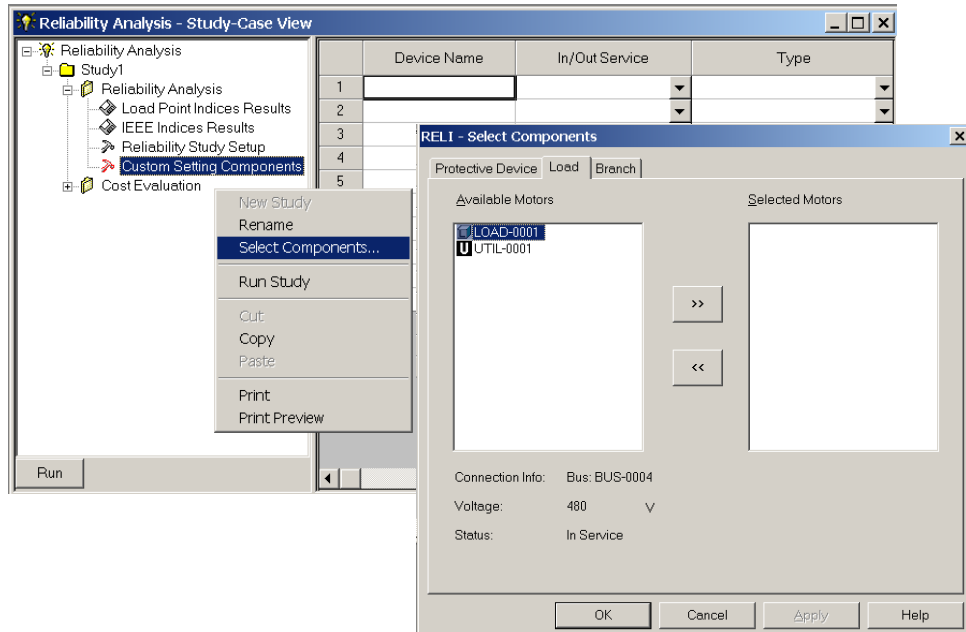 Reliability Analysis - Study-Case View
Reliability Analysis
Study1
Reliability Analysis
Load Point Indices Results
IEEE Indices Results
Reliability Study Setup
Custom Setting Components
Cost Evaluation
Device Name In/Out Service Type
1
2
3
4
5
New Study
Rename
Select Components...
Run Study
Cut
Copy
Paste
Print
Print Preview
Run
RELI - Select Components
Protective Device Load Branch
Available Motors Selected Motors
LOAD-0001
U UTIL-0001
>>
<<
Connection Info: Bus: BUS-0004
Voltage: 480 V
Status: In Service
OK Cancel Apply Help